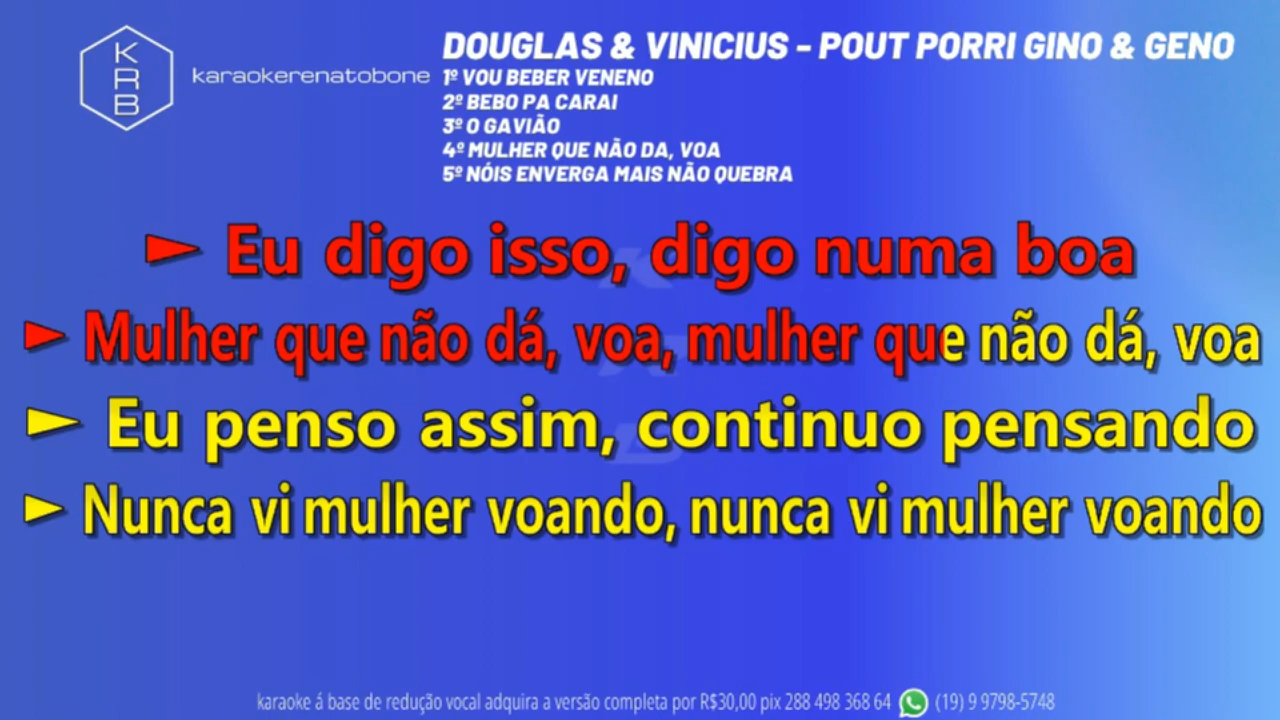 K
R
B
karaokerenatobone
DOUGLAS & VINICIUS - POUT PORRI GINO & GENO
1º VOU BEBER VENENO
2º BEBO PA CARAI
3º O GAVIÃO
4º MULHER QUE NÃO DA, VOA
5º NÓIS ENVERGA MAIS NÃO QUEBRA
► Eu digo isso, digo numa boa
► Mulher que não dá, voa, mulher que não dá, voa
► Eu penso assim, continuo pensando
► Nunca vi mulher voando, nunca vi mulher voando
karaoke á base de redução vocal adquira a versão completa por R$30,00 pix 288 498 368 64 (19) 9 9798-5748